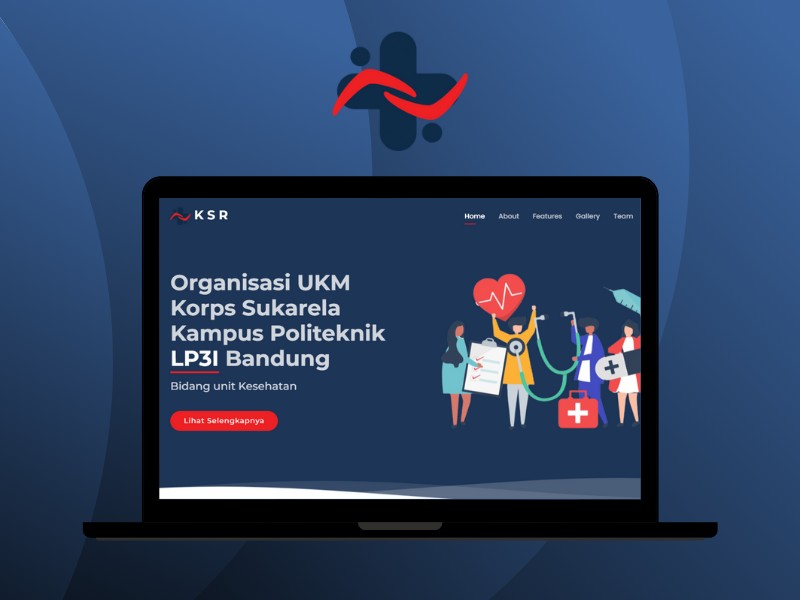 KSR
Home About Features Gallery Team
Organisasi UKM
Korps Sukarela
Kampus Politeknik
LP3I Bandung
Bidang unit Kesehatan
Lihat Selengkapnya